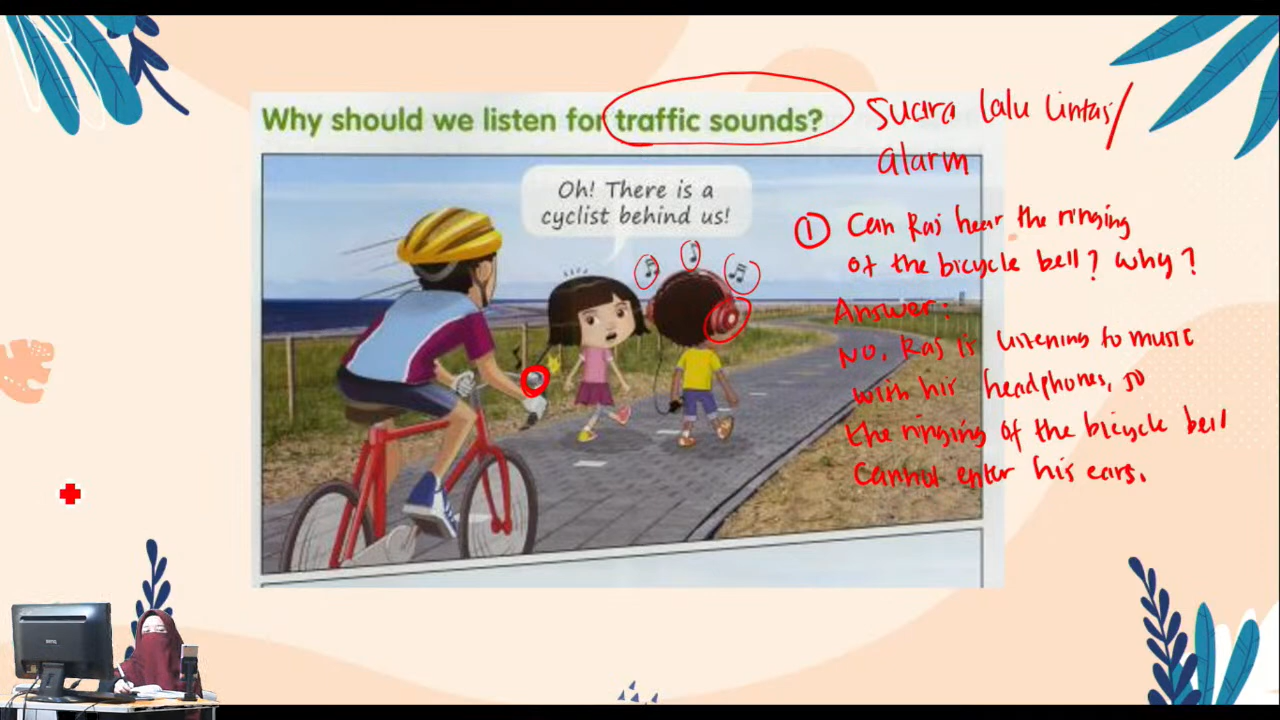 Why should we listen for traffic sounds?
Suara lalu lintas/
alarm
Oh! There is a
cyclist behind us!
1 Can Raj hear the ringing
of the bicycle bell? why?
Answer:
No, Raj is listening to music
with his headphones, so
the ringing of the bicycle bell
Cannot enter his ears.